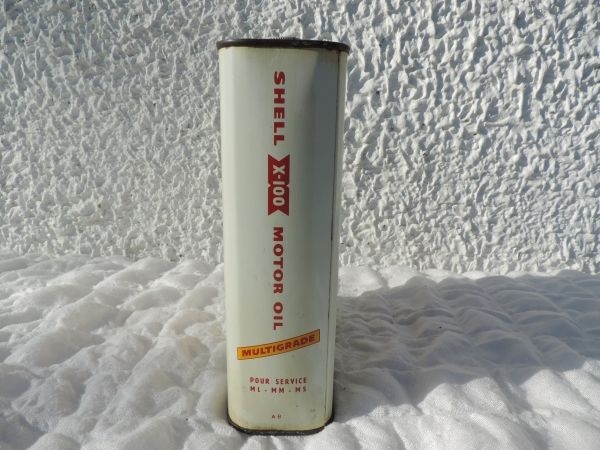 SHELL X-100 MOTOR OIL
MULTIGRADE
POUR SERVICE
ML - MM - MS